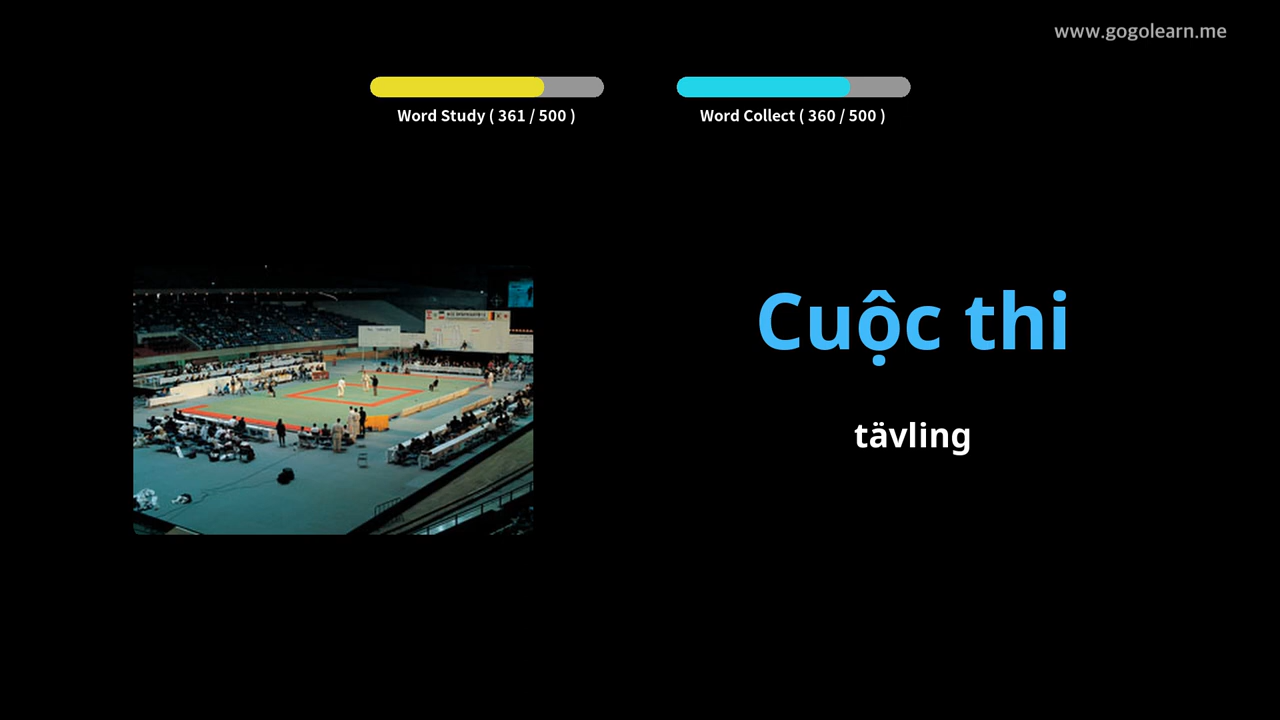 www.gogolearn.me
Word Study ( 361 / 500 )
Word Collect ( 360 / 500 )
Cuộc thi
tävling